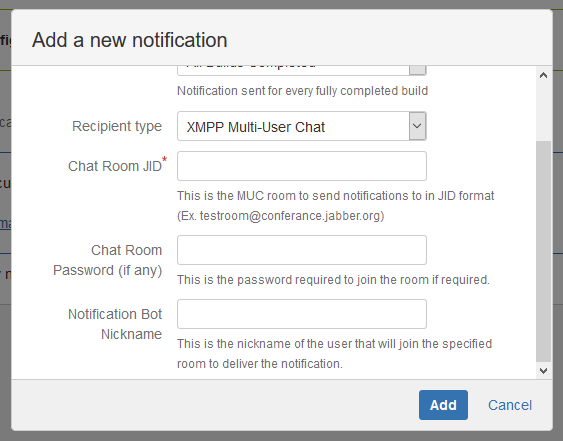 Add a new notification
All Builds Completed
Notification sent for every fully completed build
Recipient type
XMPP Multi-User Chat
Chat Room JID*
This is the MUC room to send notifications to in JID format
(Ex. testroom@conferance.jabber.org)
Chat Room
Password (if any)
This is the password required to join the room if required.
Notification Bot
Nickname
This is the nickname of the user that will join the specified
room to deliver the notification.
Add
Cancel